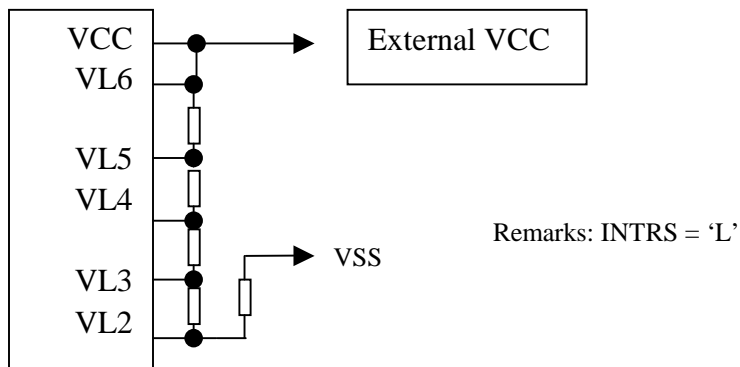 VCC
External VCC
VL6
VL5
VL4
Remarks: INTRS = ‘L’
VSS
VL3
VL2